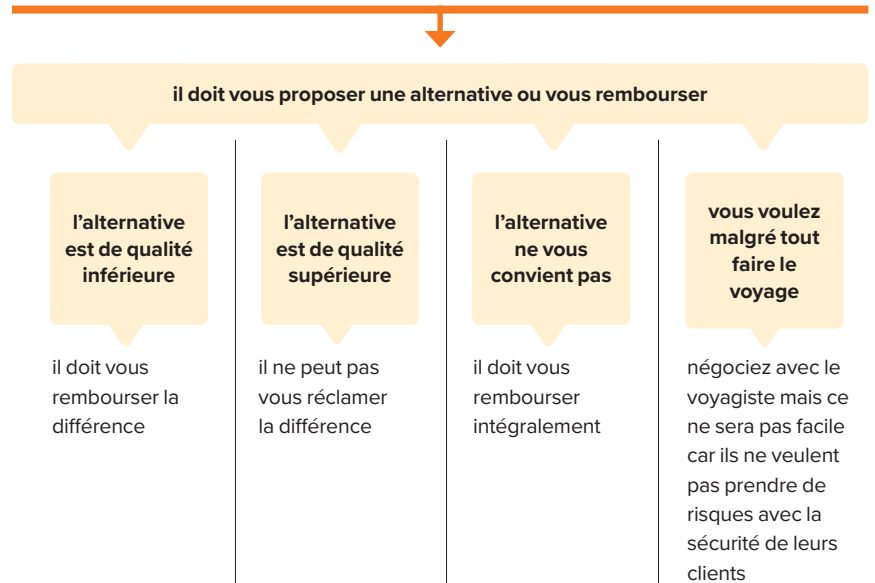 il doit vous proposer une alternative ou vous rembourser
l'alternative
est de qualité
inférieure
il doit vous
rembourser la
différence
l'alternative
est de qualité
supérieure
il ne peut pas
vous réclamer
la différence
l'alternative
ne vous
convient pas
il doit vous
rembourser
intégralement
vous voulez
malgré tout
faire le
voyage
négociez avec le
voyagiste mais ce
ne sera pas facile
car ils ne veulent
pas prendre de
risques avec la
sécurité de leurs
clients